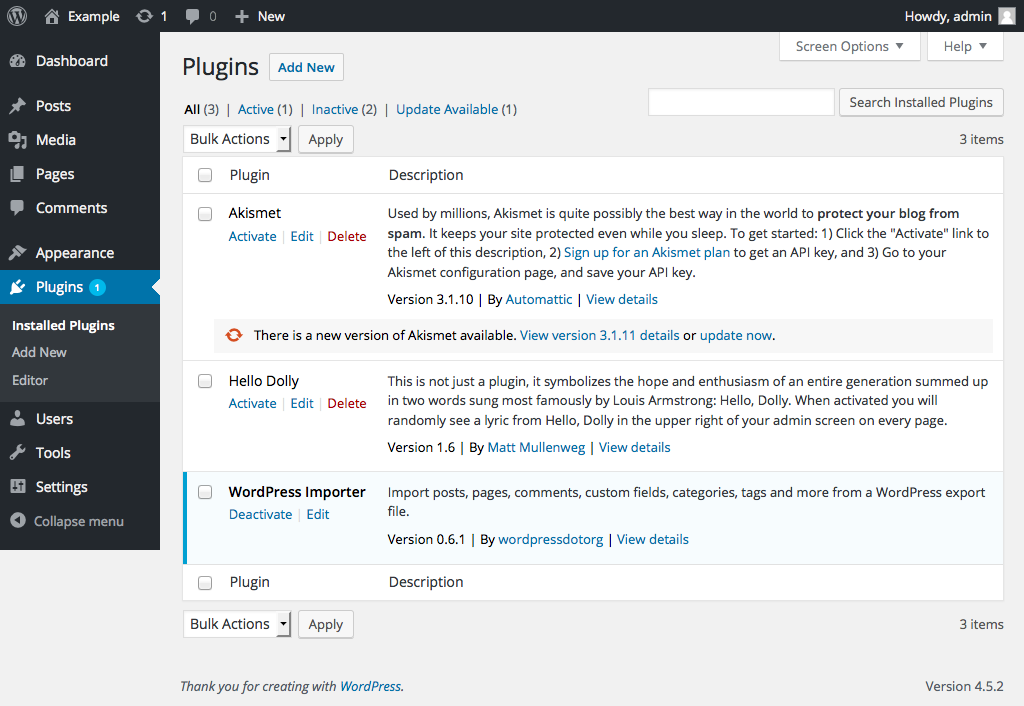 Example 1 0 New Howdy, admin
Dashboard
Posts
Media
Pages
Comments
Appearance
Plugins 1
Installed Plugins
Add New
Editor
Users
Tools
Settings
Collapse menu
Screen Options Help
Plugins Add New
All (3) | Active (1) | Inactive (2) | Update Available (1)
Search Installed Plugins
Bulk Actions Apply 3 items
Plugin Description
Akismet
Activate | Edit | Delete
Used by millions, Akismet is quite possibly the best way in the world to protect your blog from
spam. It keeps your site protected even while you sleep. To get started: 1) Click the "Activate" link to
the left of this description, 2) Sign up for an Akismet plan to get an API key, and 3) Go to your
Akismet configuration page, and save your API key.
Version 3.1.10 | By Automattic | View details
There is a new version of Akismet available. View version 3.1.11 details or update now.
Hello Dolly
Activate | Edit | Delete
This is not just a plugin, it symbolizes the hope and enthusiasm of an entire generation summed up
in two words sung most famously by Louis Armstrong: Hello, Dolly. When activated you will
randomly see a lyric from Hello, Dolly in the upper right of your admin screen on every page.
Version 1.6 | By Matt Mullenweg | View details
WordPress Importer
Deactivate | Edit
Import posts, pages, comments, custom fields, categories, tags and more from a WordPress export
file.
Version 0.6.1 | By wordpressdotorg | View details
Plugin Description
Bulk Actions Apply 3 items
Thank you for creating with WordPress. Version 4.5.2